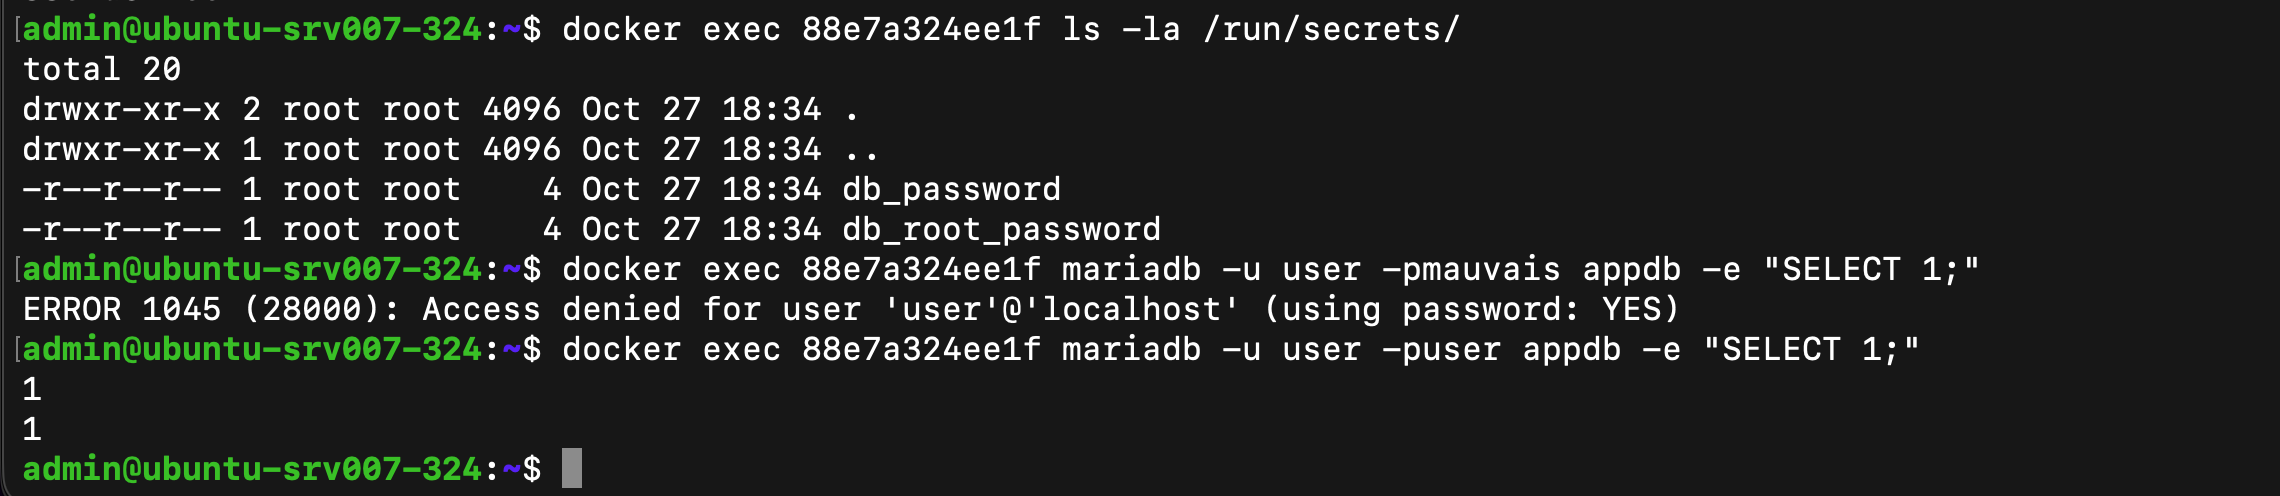 [admin@ubuntu-srv007-324:~$ docker exec 88e7a324ee1f ls -la /run/secrets/
total 20
drwxr-xr-x 2 root root 4096 Oct 27 18:34 .
drwxr-xr-x 1 root root 4096 Oct 27 18:34 ..
-r--r--r-- 1 root root    4 Oct 27 18:34 db_password
-r--r--r-- 1 root root    4 Oct 27 18:34 db_root_password
[admin@ubuntu-srv007-324:~$ docker exec 88e7a324ee1f mariadb -u user -pmauvais appdb -e "SELECT 1;"
ERROR 1045 (28000): Access denied for user 'user'@'localhost' (using password: YES)
[admin@ubuntu-srv007-324:~$ docker exec 88e7a324ee1f mariadb -u user -puser appdb -e "SELECT 1;"
1
1
admin@ubuntu-srv007-324:~$